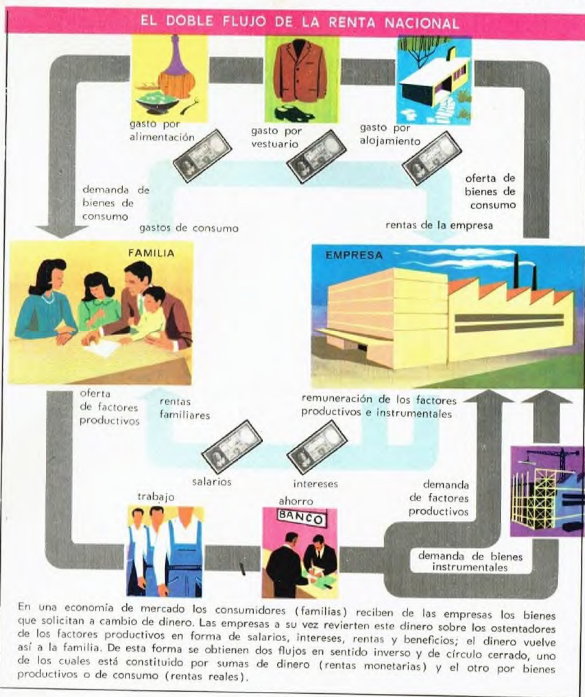 EL DOBLE FLUJO DE LA RENTA NACIONAL
gasto por
alimentación
gasto por
vestuario
gasto por
alojamiento
demanda de
bienes de
consumo
oferta de
bienes de
consumo
gastos de consumo
rentas de la empresa
FAMILIA
EMPRESA
oferta
de factores
productivos
rentas
familiares
remuneración de los factores
productivos e instrumentales
salarios
intereses
trabajo
ahorro
BANCO
demanda
de factores
productivos
demanda de bienes
instrumentales
En una economía de mercado los consumidores (familias) reciben de las empresas los bienes
que solicitan a cambio de dinero. Las empresas a su vez revierten este dinero sobre los ostentadores
de los factores productivos en forma de salarios, intereses, rentas y beneficios; el dinero vuelve
así a la familia. De esta forma se obtienen dos flujos en sentido inverso y de círculo cerrado, uno
de los cuales está constituido por sumas de dinero (rentas monetarias) y el otro por bienes
productivos o de consumo (rentas reales).